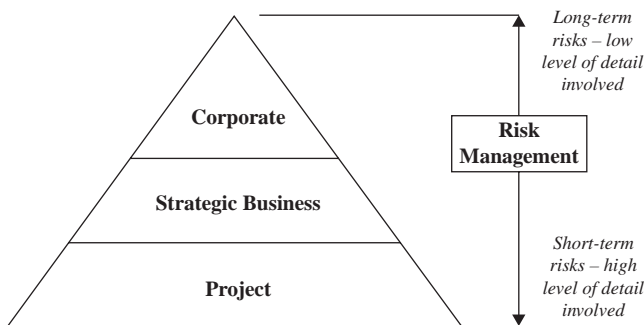 Corporate
Strategic Business
Project
Long-term
risks – low
level of detail
involved
Risk
Management
Short-term
risks – high
level of detail
involved